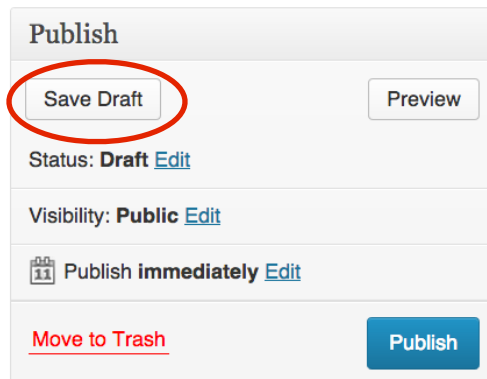 Publish
Save Draft Preview
Status: Draft Edit
Visibility: Public Edit
11 Publish immediately Edit
Move to Trash Publish